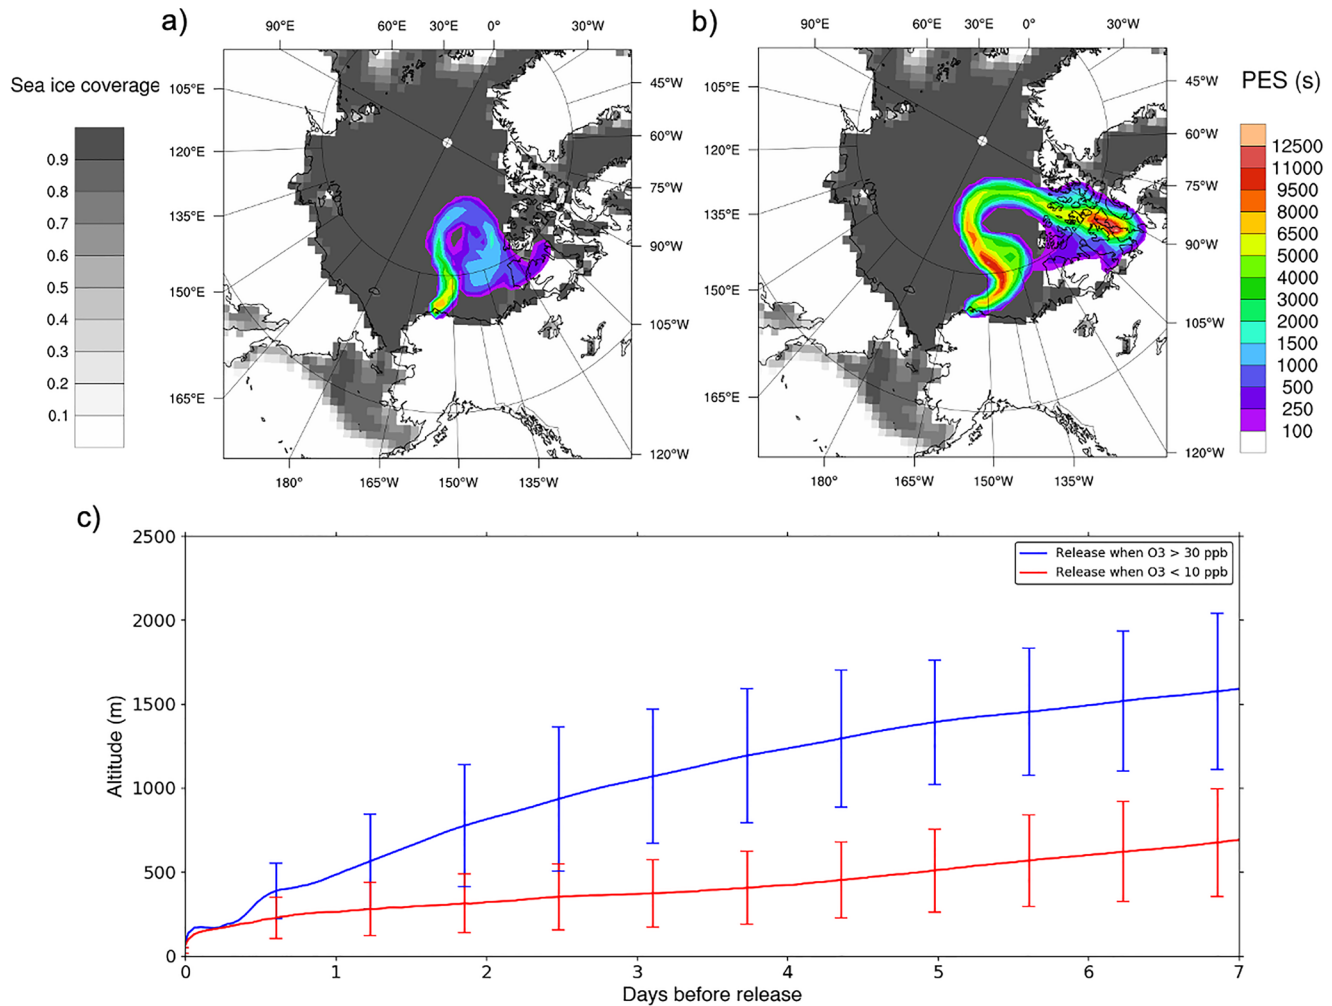 a)
90°E 60°E 30°E 0° 30°W
b)
90°E 60°E 30°E 0° 30°W
Sea ice coverage
0.9
0.8
0.7
0.6
0.5
0.4
0.3
0.2
0.1
105°E
120°E
135°E
150°E
165°E
45°W
60°W
75°W
90°W
105°W
120°W
180° 165°W 150°W 135°W
105°E
120°E
135°E
150°E
165°E
45°W
60°W
75°W
90°W
105°W
120°W
180° 165°W 150°W 135°W
PES (s)
12500
11000
9500
8000
6500
5000
4000
3000
2000
1500
1000
500
250
100
c)
2500
2000
1500
1000
500
0
Altitude (m)
Release when O3 > 30 ppb
Release when O3 < 10 ppb
0 1 2 3 4 5 6 7
Days before release